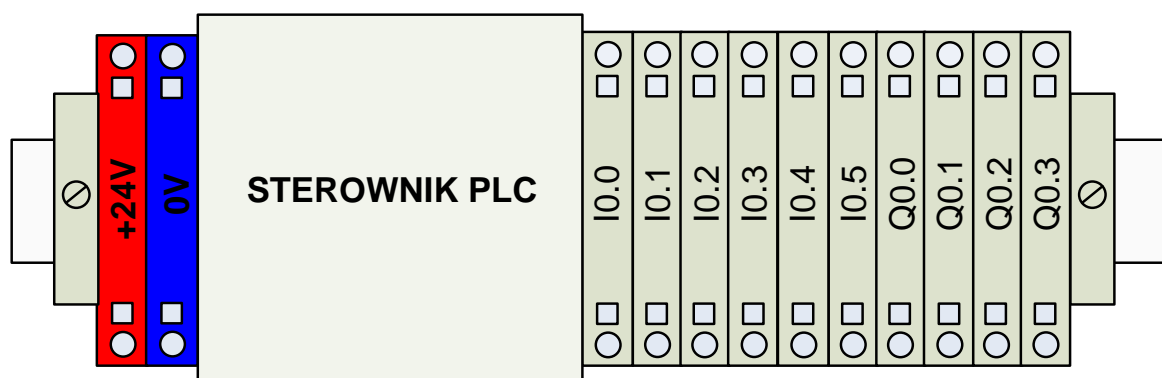 +24V
0V
STEROWNIK PLC
I0.0
I0.1
I0.2
I0.3
I0.4
I0.5
Q0.0
Q0.1
Q0.2
Q0.3